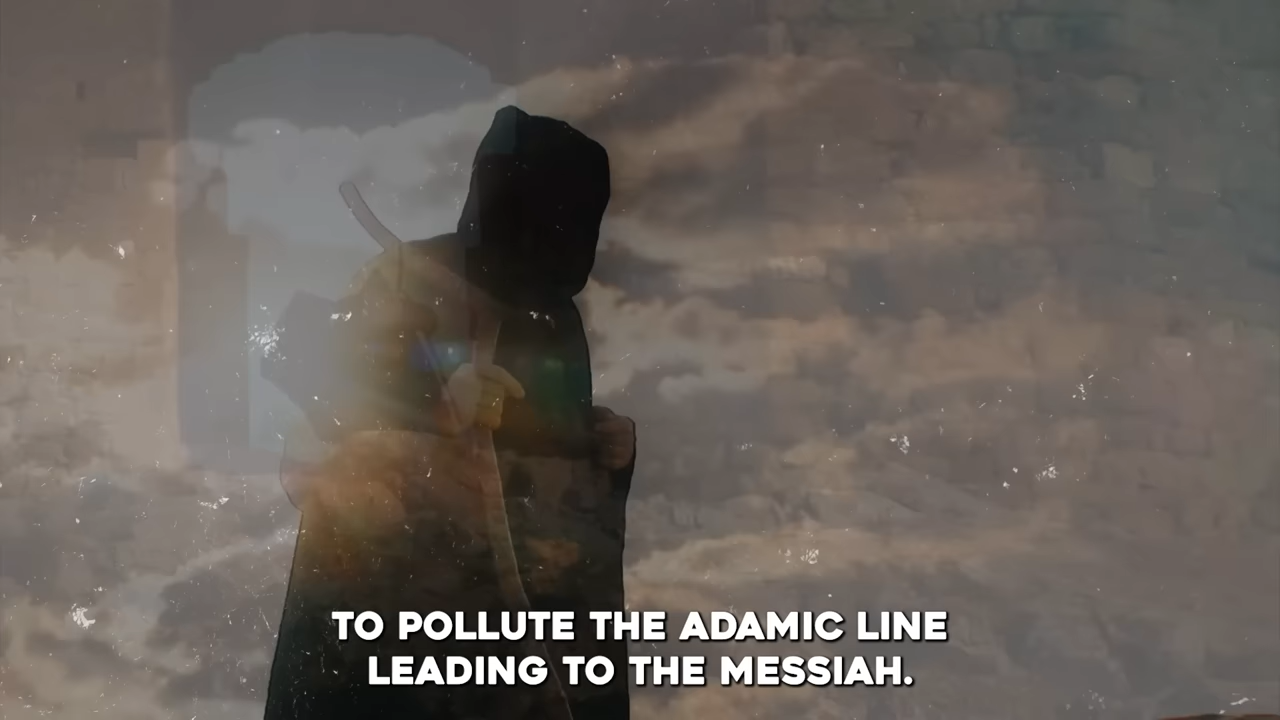 TO POLLUTE THE ADAMIC LINE
LEADING TO THE MESSIAH.